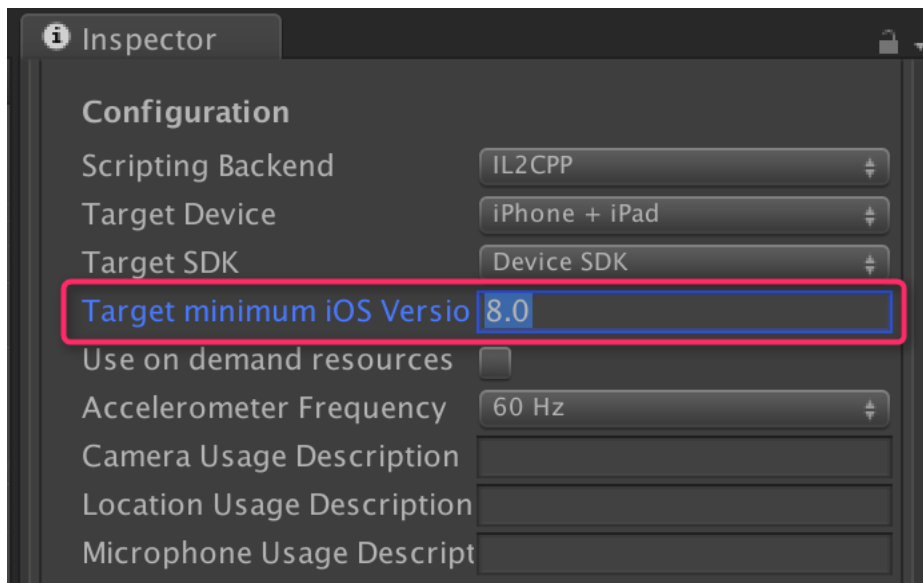 Inspector
Configuration
Scripting Backend IL2CPP
Target Device iPhone + iPad
Target SDK Device SDK
Target minimum iOS Versio 8.0
Use on demand resources
Accelerometer Frequency 60 Hz
Camera Usage Description
Location Usage Description
Microphone Usage Descript